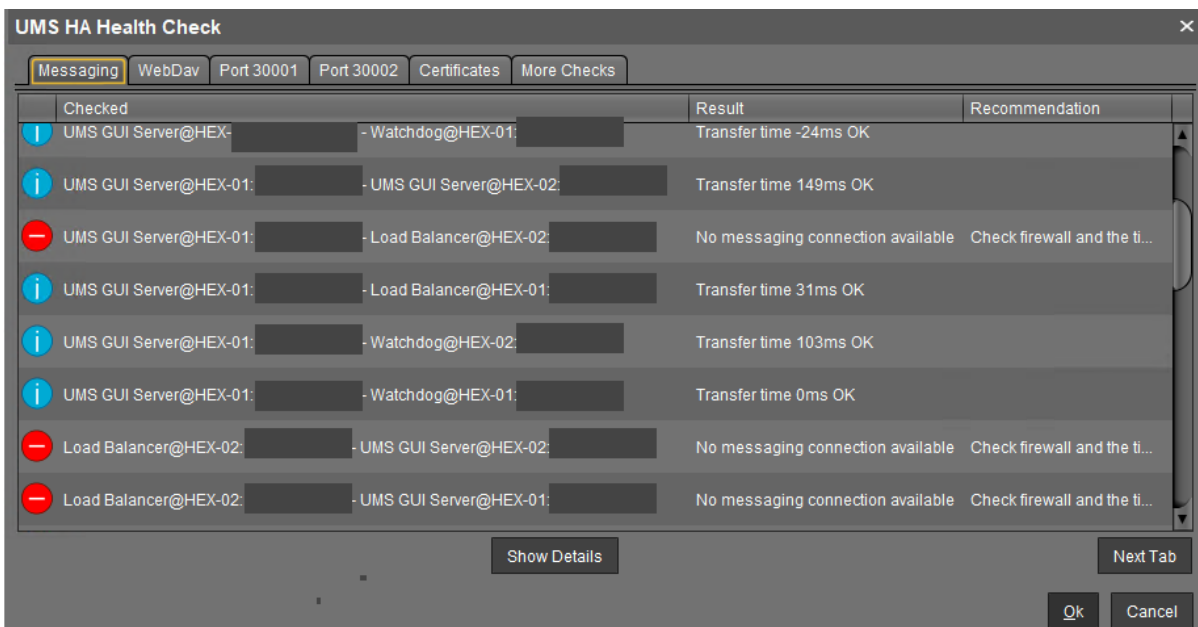 UMS HA Health Check
Messaging WebDav Port 30001 Port 30002 Certificates More Checks
Checked Result Recommendation
UMS GUI Server@HEX- - Watchdog@HEX-01: Transfer time -24ms OK
UMS GUI Server@HEX-01: - UMS GUI Server@HEX-02: Transfer time 149ms OK
UMS GUI Server@HEX-01: - Load Balancer@HEX-02: No messaging connection available Check firewall and the ti...
UMS GUI Server@HEX-01: - Load Balancer@HEX-01: Transfer time 31ms OK
UMS GUI Server@HEX-01: - Watchdog@HEX-02: Transfer time 103ms OK
UMS GUI Server@HEX-01: - Watchdog@HEX-01: Transfer time 0ms OK
Load Balancer@HEX-02: - UMS GUI Server@HEX-02: No messaging connection available Check firewall and the ti...
Load Balancer@HEX-02: - UMS GUI Server@HEX-01: No messaging connection available Check firewall and the ti...
Show Details Next Tab
Ok Cancel